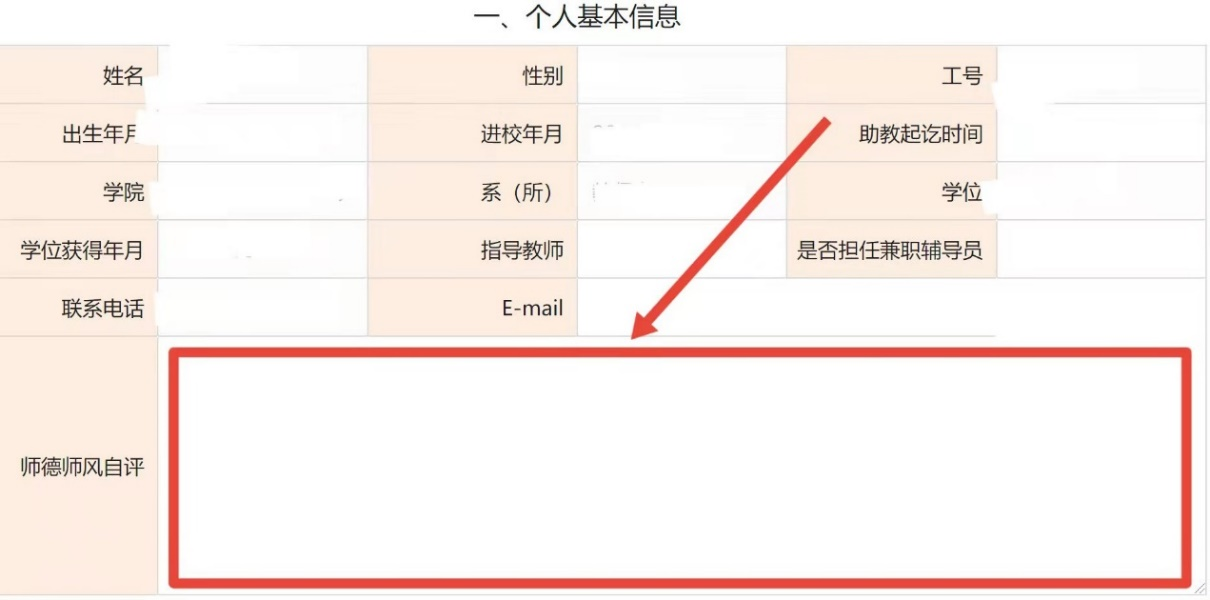 一、个人基本信息
姓名 性别 工号
出生年月 进校年月 助教起讫时间
学院 系（所） 学位
学位获得年月 指导教师 是否担任兼职辅导员
联系电话 E-mail
师德师风自评